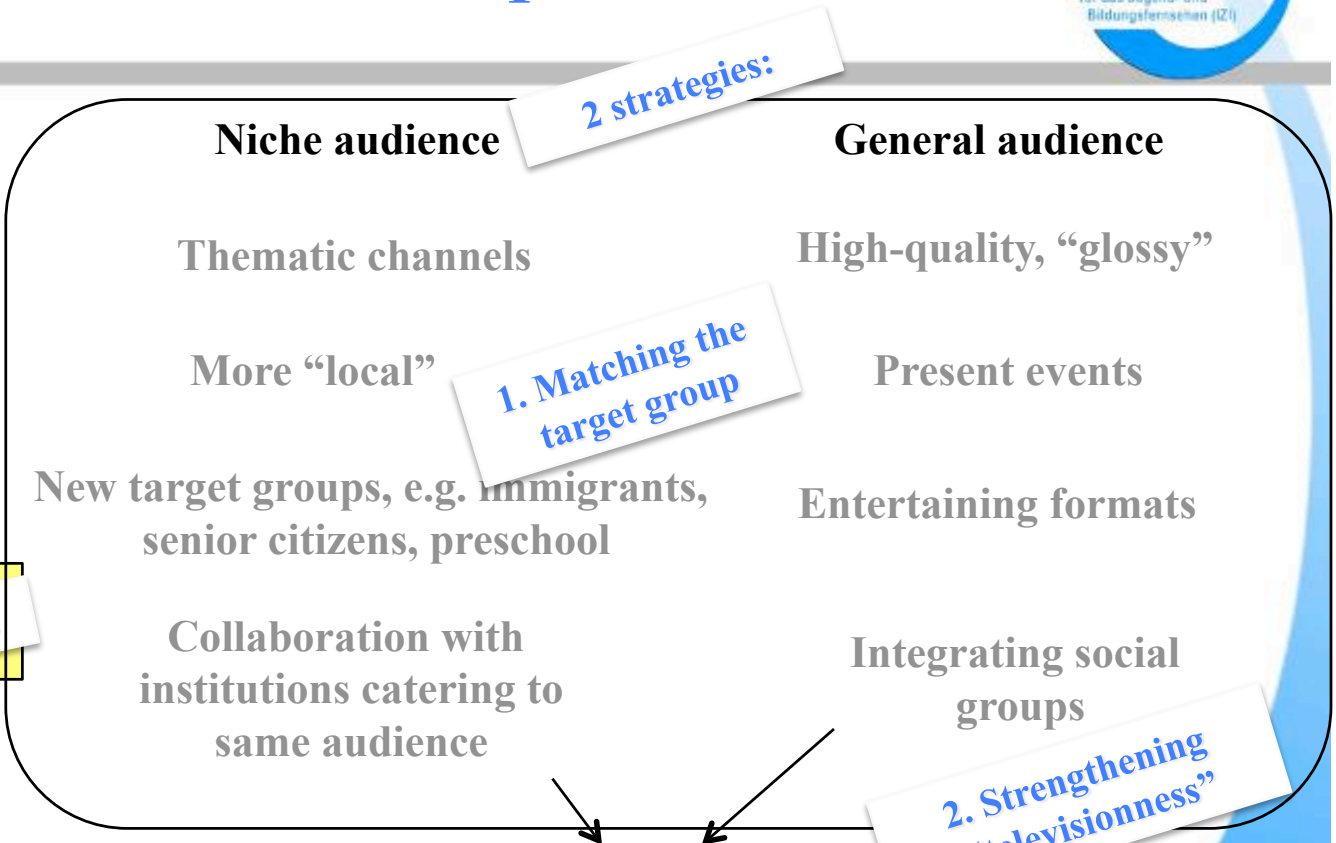 Bildungsfernsehen (IZI)
2 strategies:
Niche audience
General audience
Thematic channels
High-quality, “glossy”
More “local”
1. Matching the
target group
Present events
New target groups, e.g. immigrants,
senior citizens, preschool
Entertaining formats
Collaboration with
institutions catering to
same audience
Integrating social
groups
2. Strengthening
televisionness”